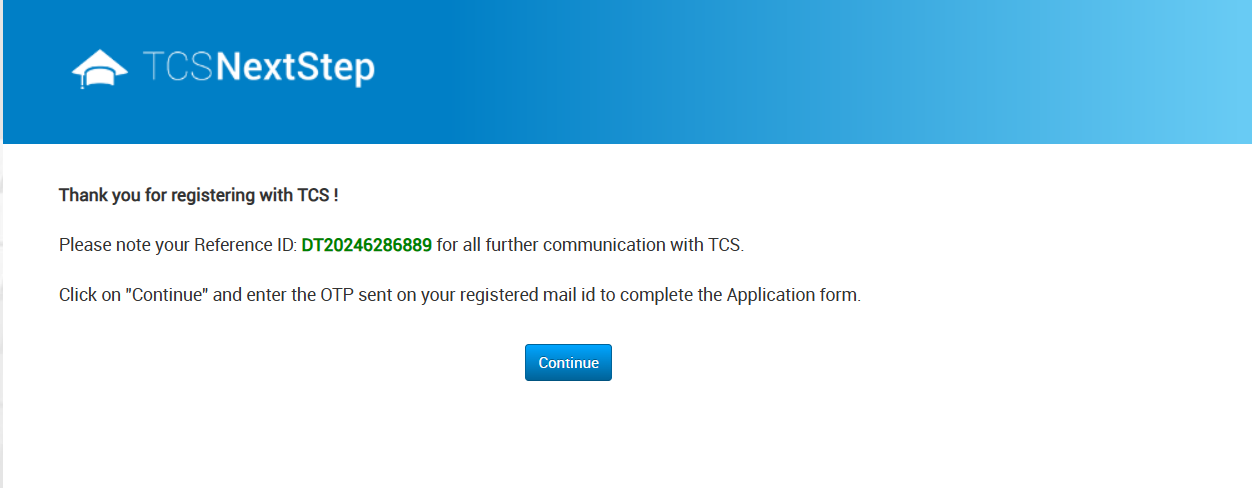 TCSNextStep
Thank you for registering with TCS !
Please note your Reference ID: DT20246286889 for all further communication with TCS.
Click on "Continue" and enter the OTP sent on your registered mail id to complete the Application form.
Continue